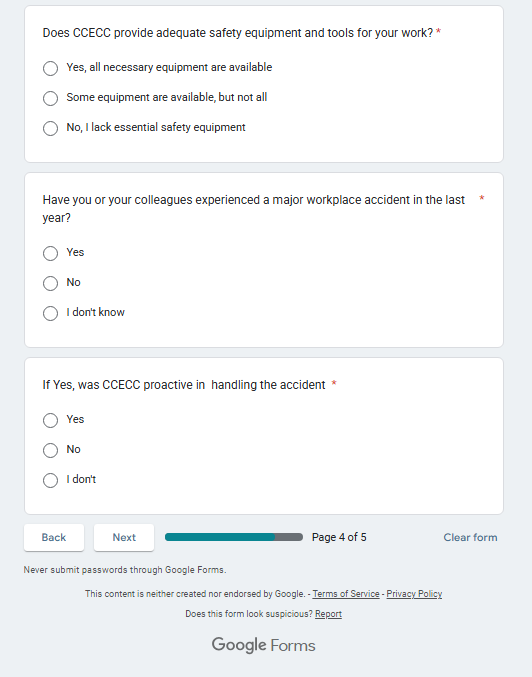 Does CCECC provide adequate safety equipment and tools for your work? *
Yes, all necessary equipment are available
Some equipment are available, but not all
No, I lack essential safety equipment
Have you or your colleagues experienced a major workplace accident in the last *
year?
Yes
No
I don't know
If Yes, was CCECC proactive in  handling the accident *
Yes
No
I don't
Back Next Page 4 of 5 Clear form
Never submit passwords through Google Forms.
This content is neither created nor endorsed by Google. - Terms of Service - Privacy Policy
Does this form look suspicious? Report
Google Forms